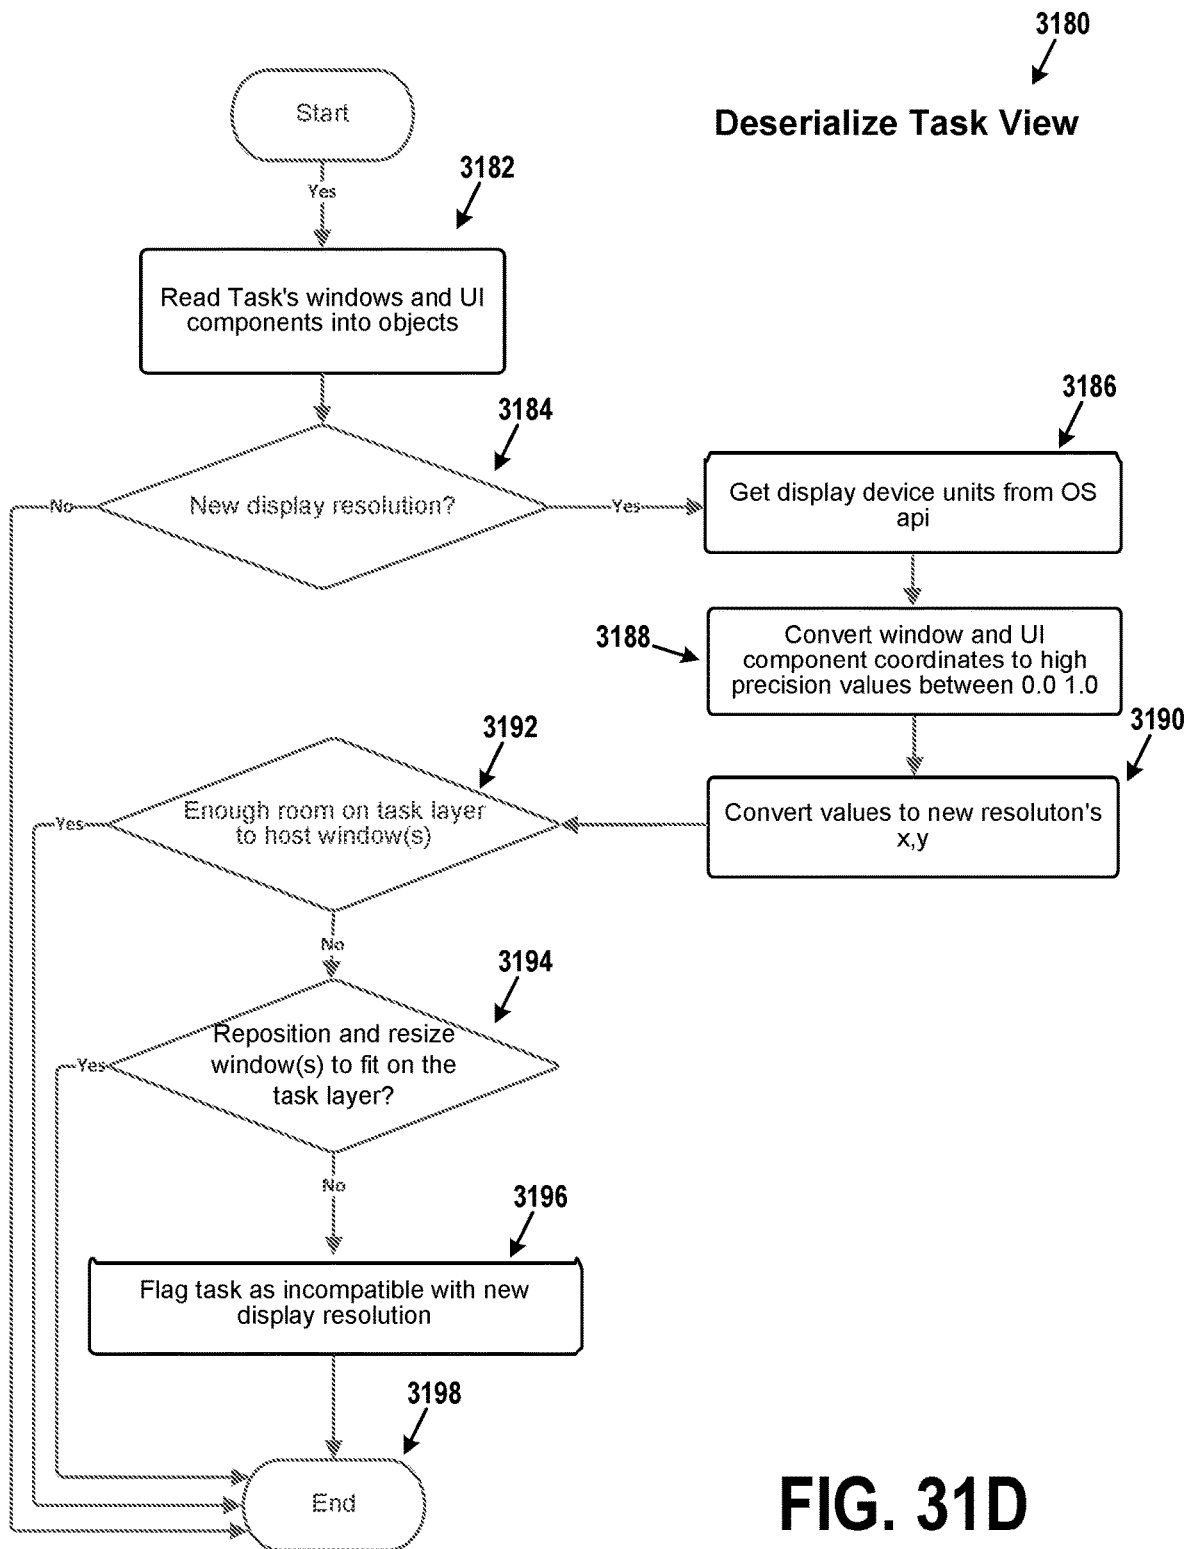 3180
Deserialize Task View
Start
Yes
3182
Read Task's windows and UI
components into objects
3184
New display resolution?
No
Yes
3186
Get display device units from OS
api
3188
Convert window and UI
component coordinates to high
precision values between 0.0 1.0
3190
Convert values to new resoluton's
x,y
3192
Enough room on task layer
to host window(s)
Yes
No
3194
Reposition and resize
window(s) to fit on the
task layer?
Yes
No
3196
Flag task as incompatible with new
display resolution
3198
End
FIG. 31D